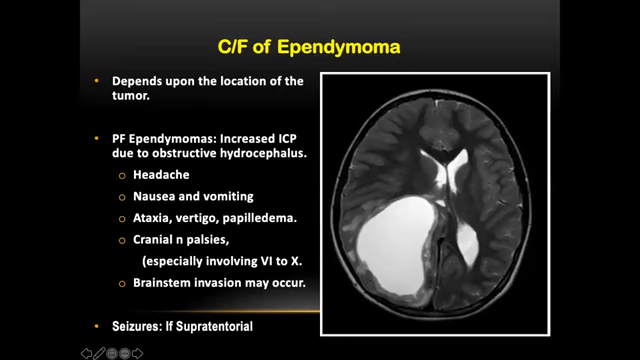 C/F of Ependymoma
• Depends upon the location of the
tumor.
• PF Ependymomas: Increased ICP
due to obstructive hydrocephalus.
o Headache
o Nausea and vomiting
o Ataxia, vertigo, papilledema.
o Cranial n palsies,
(especially involving VI to X.
o Brainstem invasion may occur.
• Seizures: If Supratentorial